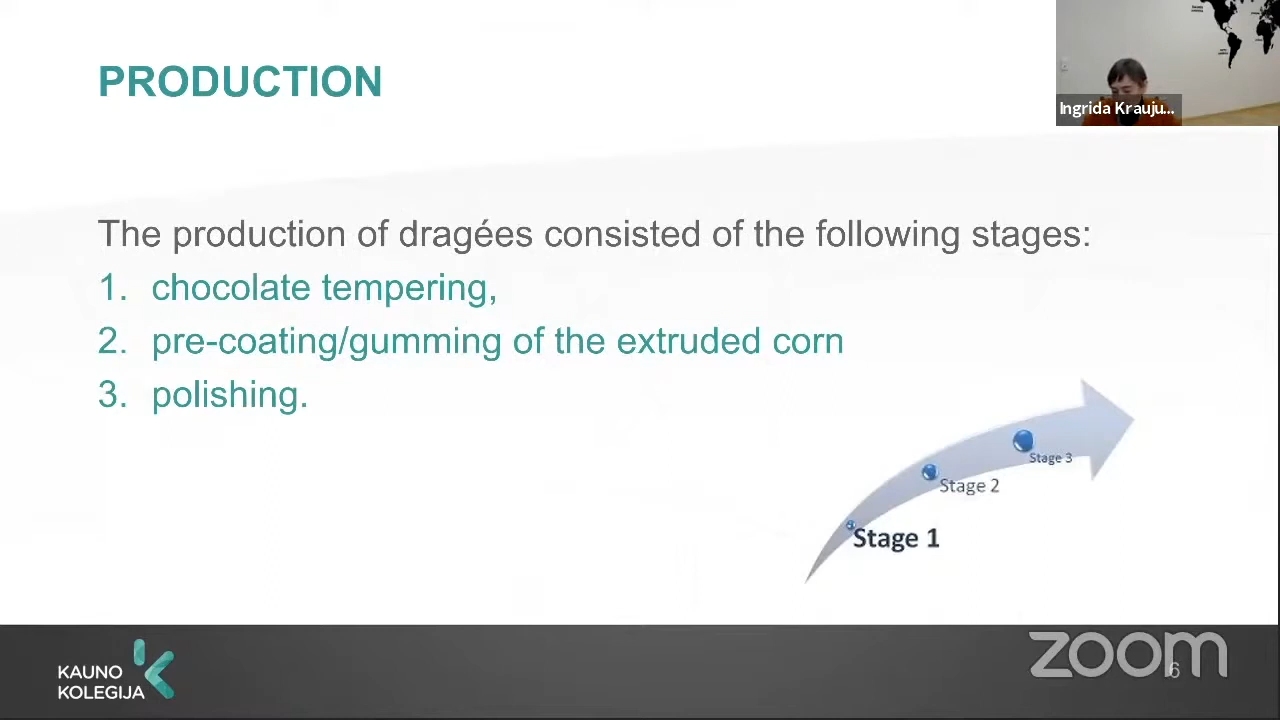 PRODUCTION
Ingrida Krauju...
The production of dragées consisted of the following stages:
1. chocolate tempering,
2. pre-coating/gumming of the extruded corn
3. polishing.
Stage 3
Stage 2
Stage 1
KAUNO
KOLEGIJA
zoom
6